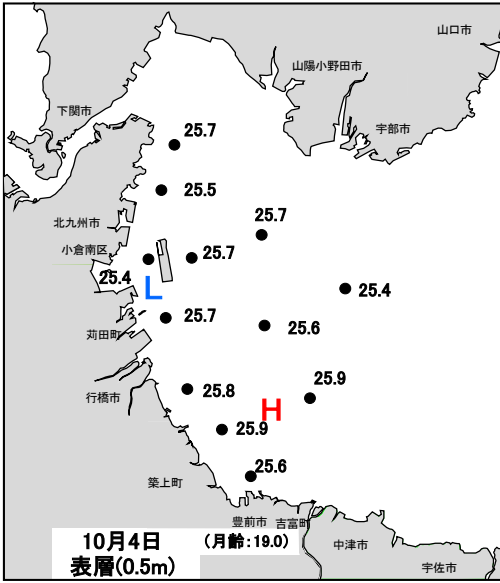 山口市
山陽小野田市
下関市
宇部市
25.7
25.5
北九州市
25.7
小倉南区
25.7
25.4
L
25.4
25.7
25.6
苅田町
25.8
25.9
行橋市
H
25.9
25.6
築上町
豊前市 吉富町
10月4日 (月齢:19.0)
中津市
表層(0.5m)
宇佐市